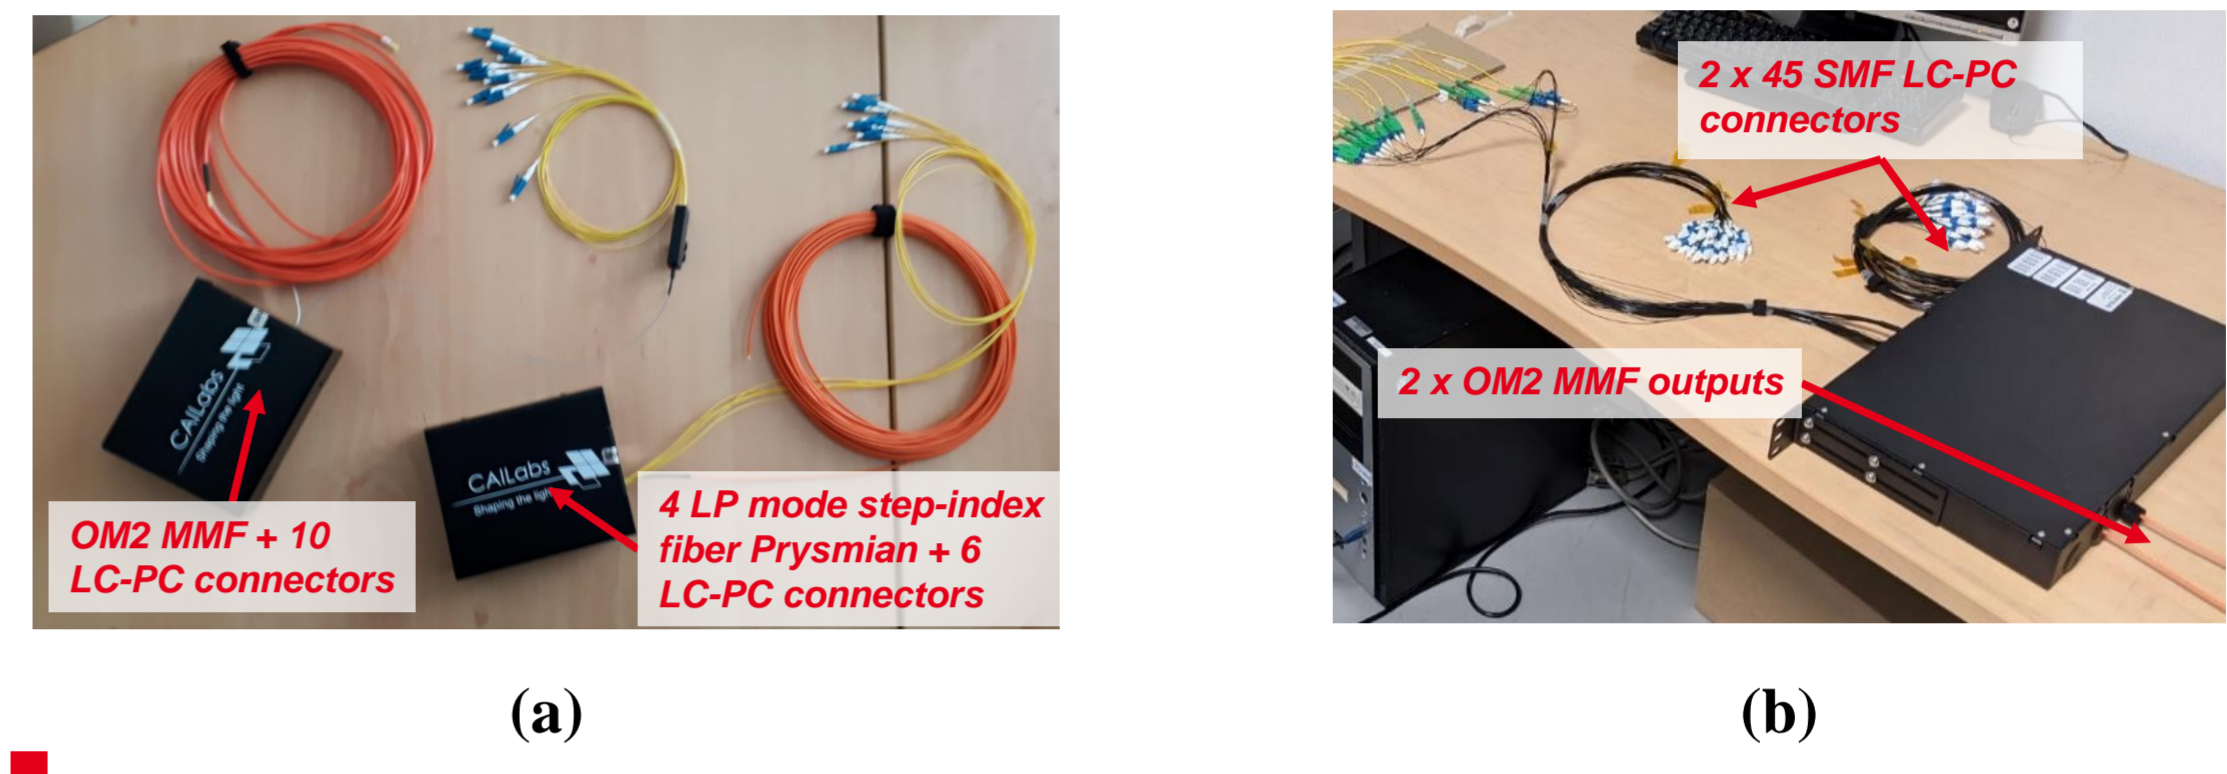 CAILabs
Shaping the light
CAILabs
Shaping the light
OM2 MMF + 10
LC-PC connectors
4 LP mode step-index
fiber Prysmian + 6
LC-PC connectors
2 x 45 SMF LC-PC
connectors
2 x OM2 MMF outputs
(a)
(b)